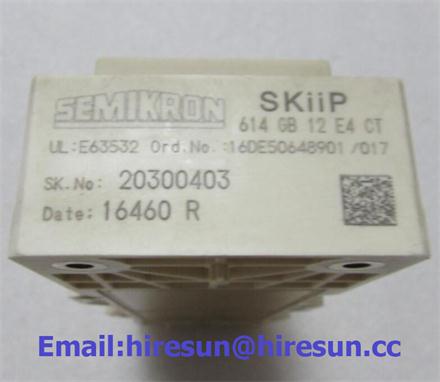 SEMIKRON
SKiiP
614 GB 12 E4 CT
UL:E63532 Ord.No.:16DE50648901/017
SK.No: 20300403
Date: 16460 R
Email:hiresun@hiresun.cc